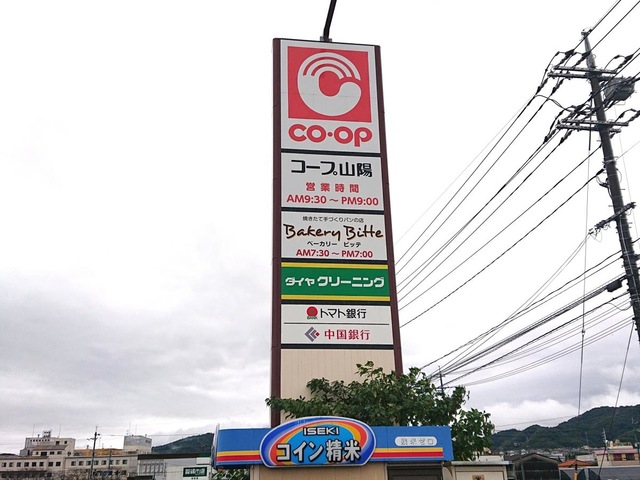 CO·OP
コープ山陽
営業時間
AM9:30～PM9:00
焼きたて手づくりパンの店
Bakery Bitte
ベーカリー ビッテ
AM7:30～PM7:00
ダイヤクリーニング
トマト銀行
中国銀行
ISEKI
コイン精米